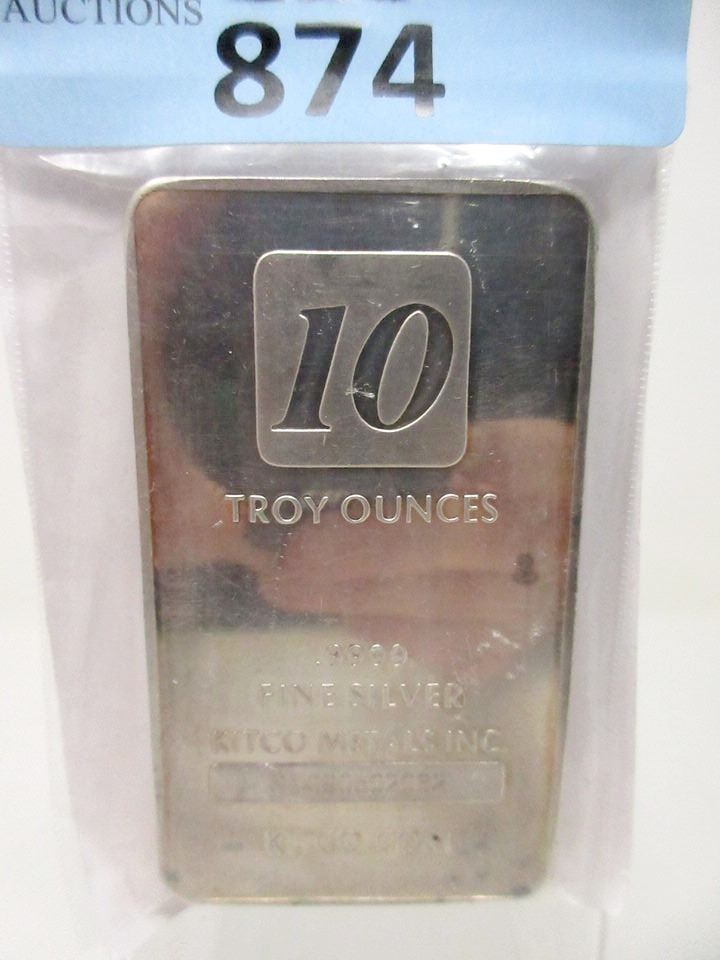 AUCTIONS
874
10
TROY OUNCES
.9999
FINE SILVER
KITCO METALS INC.